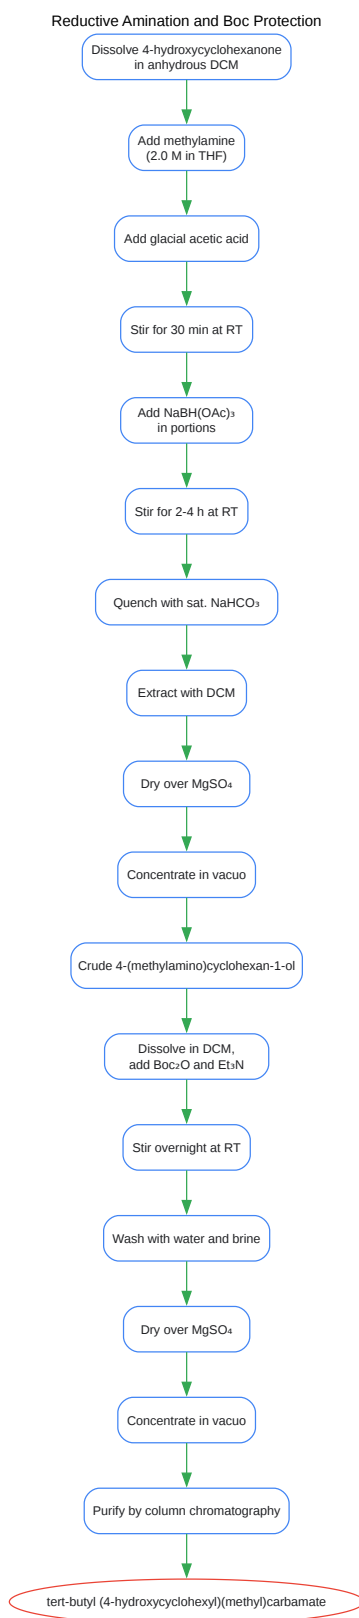 Reductive Amination and Boc Protection
Dissolve 4-hydroxycyclohexanone
in anhydrous DCM
Add methylamine
(2.0 M in THF)
Add glacial acetic acid
Stir for 30 min at RT
Add NaBH(OAc)₃
in portions
Stir for 2-4 h at RT
Quench with sat. NaHCO₃
Extract with DCM
Dry over MgSO₄
Concentrate in vacuo
Crude 4-(methylamino)cyclohexan-1-ol
Dissolve in DCM,
add Boc₂O and Et₃N
Stir overnight at RT
Wash with water and brine
Dry over MgSO₄
Concentrate in vacuo
Purify by column chromatography
tert-butyl (4-hydroxycyclohexyl)(methyl)carbamate